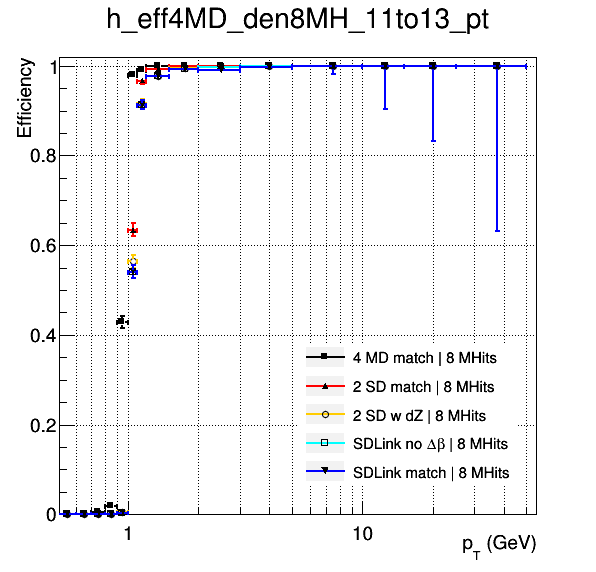 h_eff4MD_den8MH_11to13_pt
Efficiency
1
0.8
0.6
0.4
0.2
0
4 MD match | 8 MHits
2 SD match | 8 MHits
2 SD w dZ | 8 MHits
SDLink no Δβ | 8 MHits
SDLink match | 8 MHits
1
10
p_T (GeV)